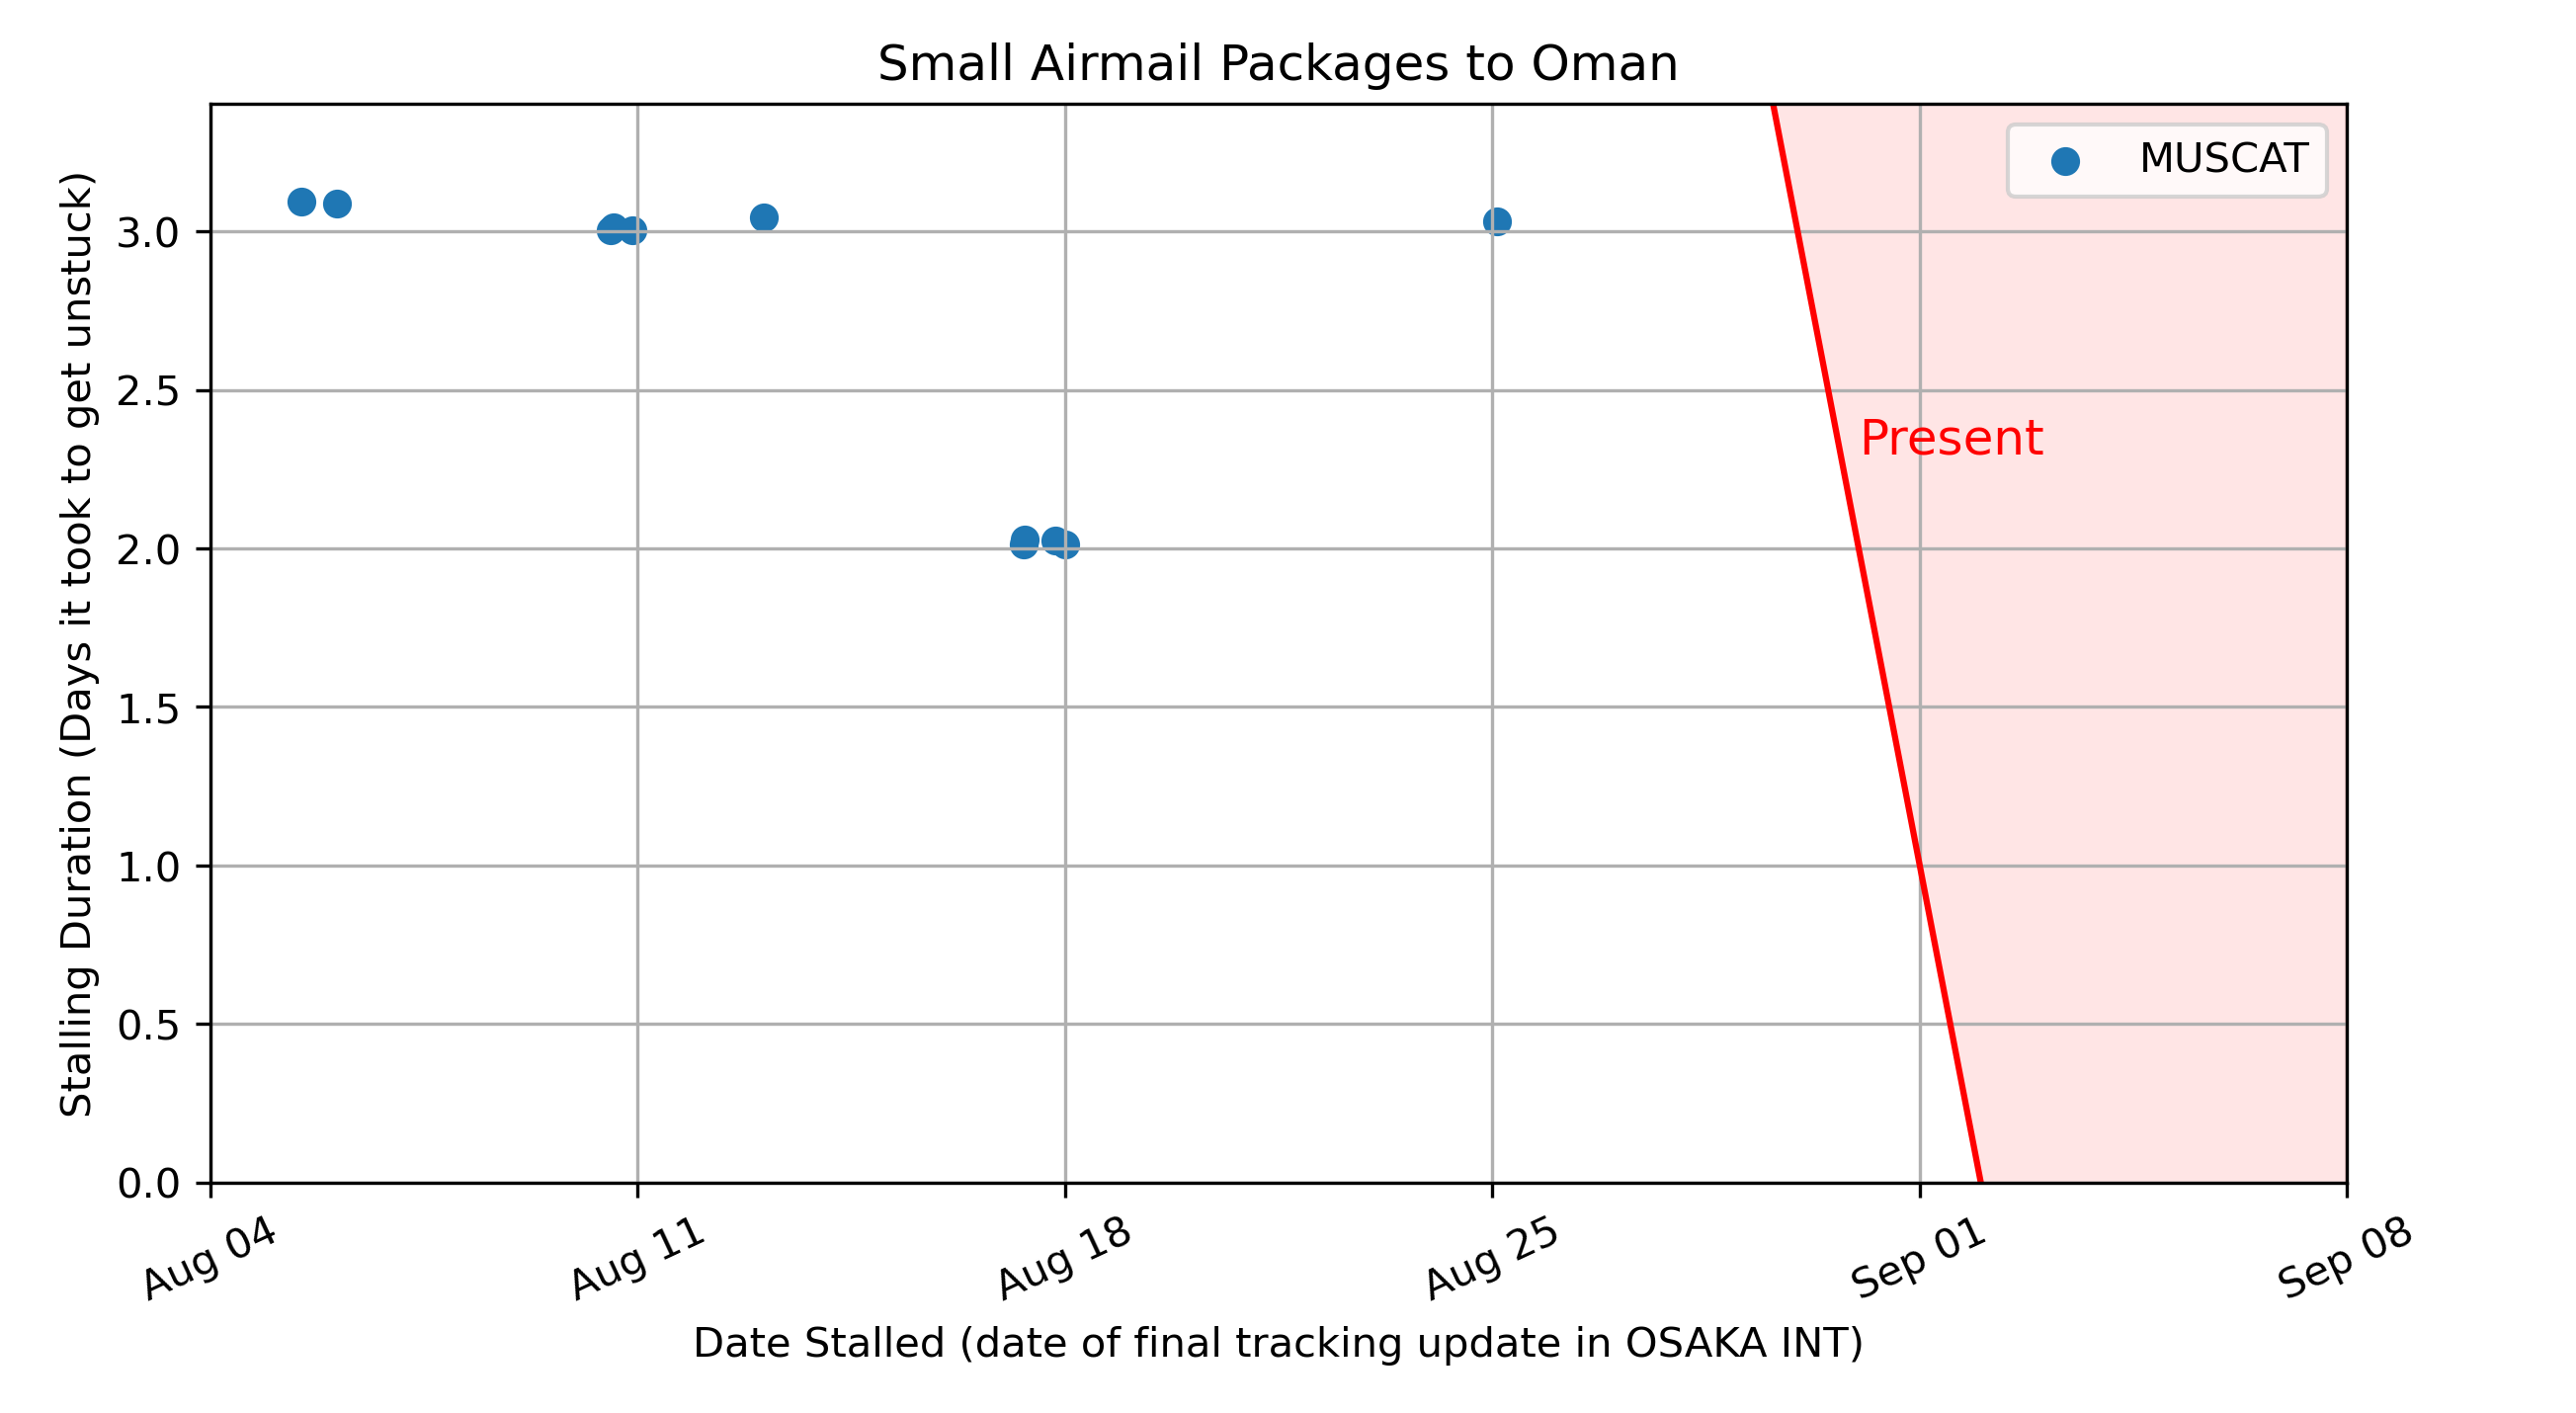 Small Airmail Packages to Oman
MUSCAT
Present
Stalling Duration (Days it took to get unstuck)
3.0
2.5
2.0
1.5
1.0
0.5
0.0
Aug 04
Aug 11
Aug 18
Aug 25
Sep 01
Sep 08
Date Stalled (date of final tracking update in OSAKA INT)